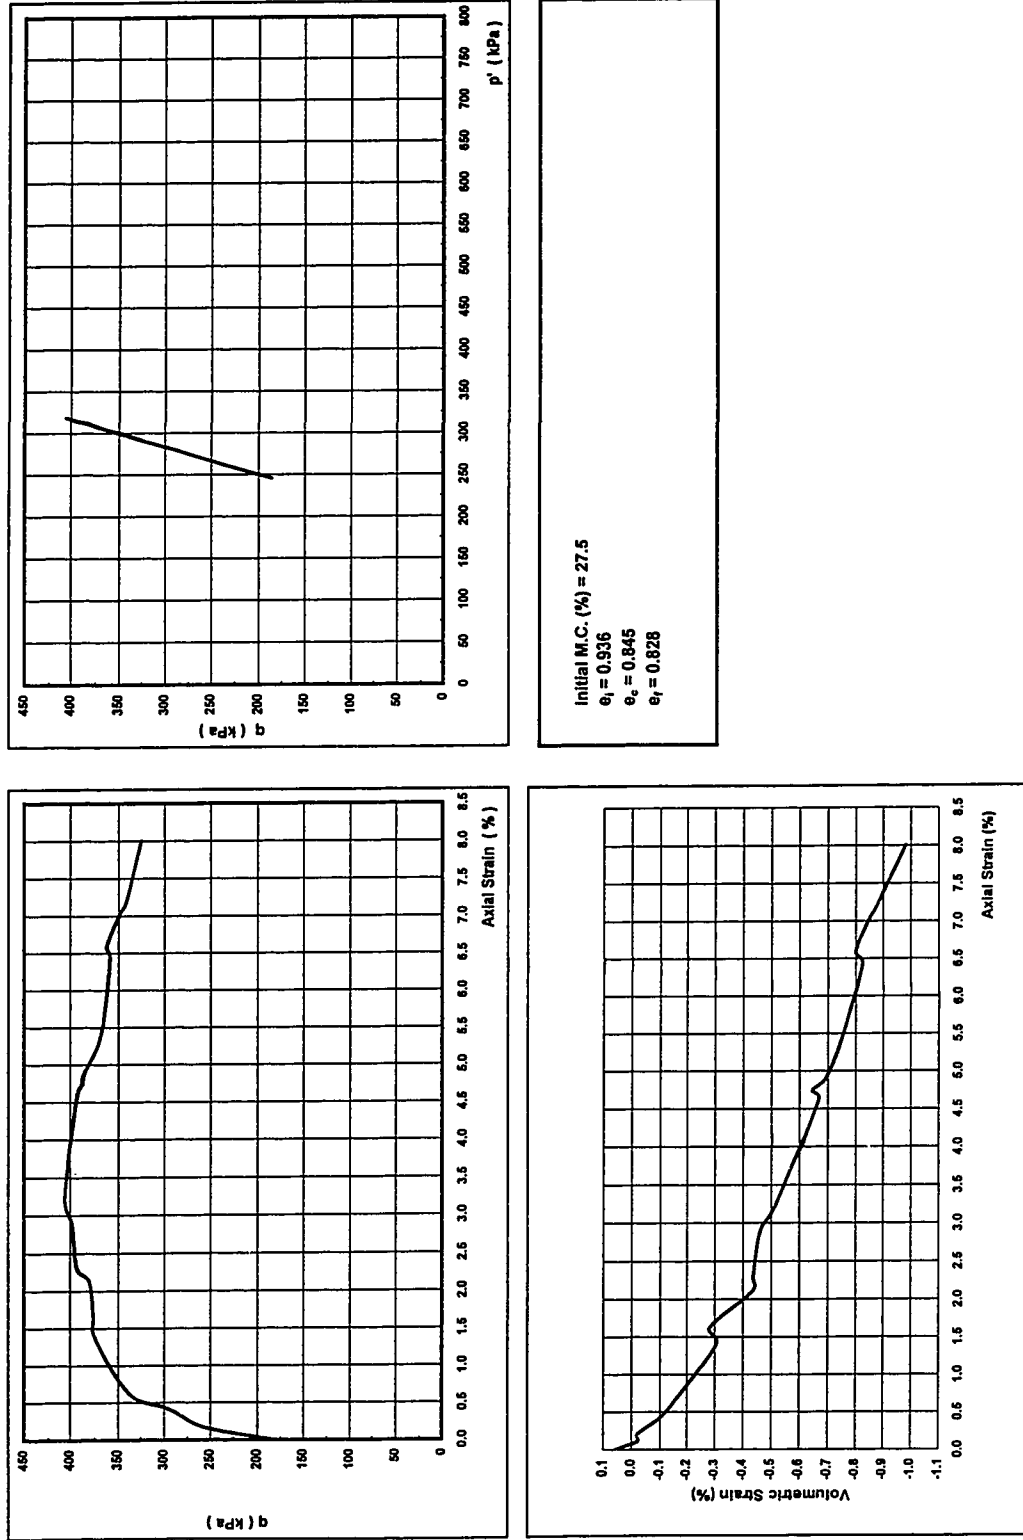 450
400
350
300
250
200
150
100
50
0
q ( kPa )
0.0 0.5 1.0 1.5 2.0 2.5 3.0 3.5 4.0 4.5 5.0 5.5 6.0 6.5 7.0 7.5 8.0 8.5
Axial Strain ( % )
450
400
350
300
250
200
150
100
50
0
q ( kPa )
0 50 100 150 200 250 300 350 400 450 500 550 600 650 700 750 800
p' ( kPa )
0.1
0.0
-0.1
-0.2
-0.3
-0.4
-0.5
-0.6
-0.7
-0.8
-0.9
-1.0
-1.1
Volumetric Strain (%)
0.0 0.5 1.0 1.5 2.0 2.5 3.0 3.5 4.0 4.5 5.0 5.5 6.0 6.5 7.0 7.5 8.0 8.5
Axial Strain (%)
Initial M.C. (%) = 27.5
eᵢ = 0.936
e꜀ = 0.845
e_f = 0.828